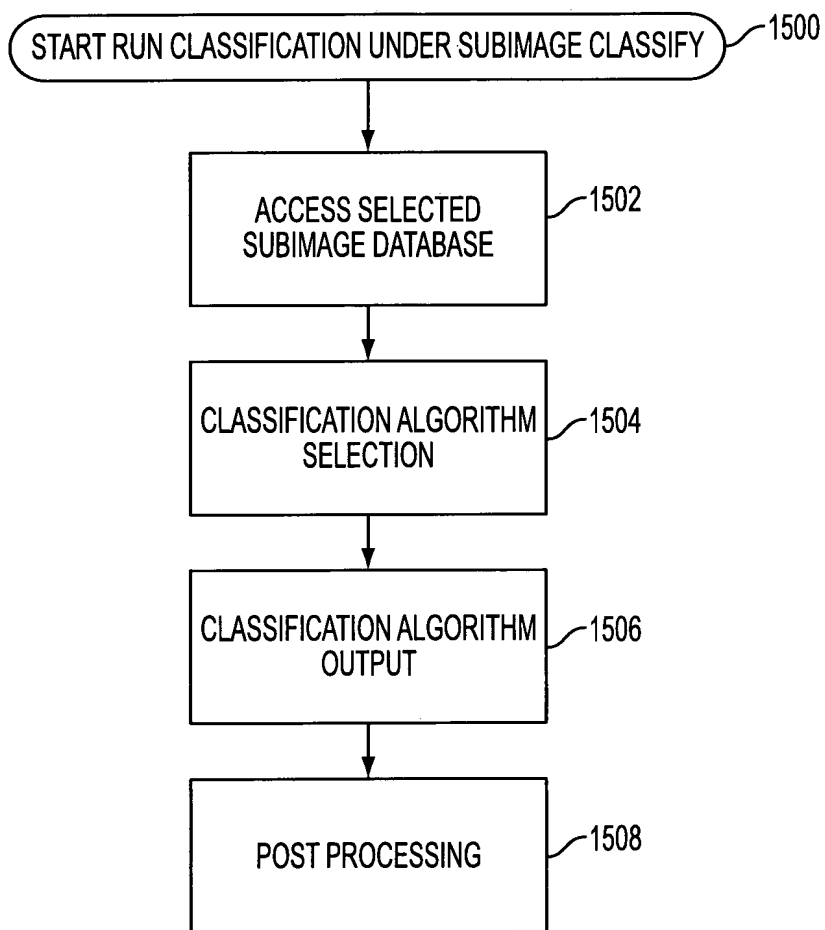 START RUN CLASSIFICATION UNDER SUBIMAGE CLASSIFY
1500
ACCESS SELECTED
SUBIMAGE DATABASE
1502
CLASSIFICATION ALGORITHM
SELECTION
1504
CLASSIFICATION ALGORITHM
OUTPUT
1506
POST PROCESSING
1508